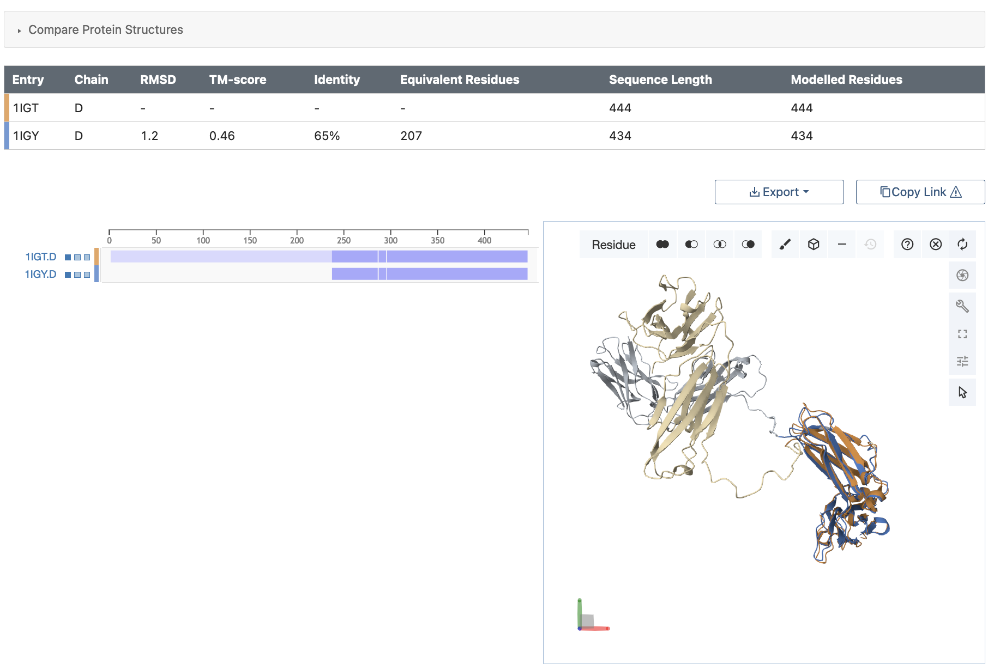 Compare Protein Structures
Entry Chain RMSD TM-score Identity Equivalent Residues Sequence Length Modelled Residues
1IGT D - - - - 444 444
1IGY D 1.2 0.46 65% 207 434 434
Export Copy Link
0 50 100 150 200 250 300 350 400
1IGT.D
1IGY.D
Residue